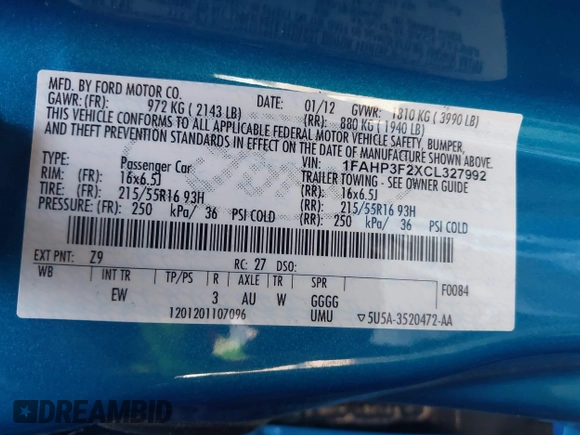 MFD. BY FORD MOTOR CO.
DATE: 01/12 GVWR: 1810 KG ( 3990 LB)
GAWR: (FR): 972 KG ( 2143 LB) (RR): 880 KG ( 1940 LB)
THIS VEHICLE CONFORMS TO ALL APPLICABLE FEDERAL MOTOR VEHICLE SAFETY, BUMPER,
AND THEFT PREVENTION STANDARDS IN EFFECT ON THE DATE OF MANUFACTURE SHOWN ABOVE.
VIN: 1FAHP3F2XCL327992
TYPE: Passenger Car TRAILER TOWING - SEE OWNER GUIDE
RIM: (FR): 16x6.5J (RR): 16x6.5J
TIRE: (FR): 215/55R16 93H (RR): 215/55R16 93H
PRESSURE: (FR): 250 kPa/ 36 PSI COLD (RR): 250 kPa/ 36 PSI COLD
EXT PNT: Z9 RC: 27 DSO:
WB INT TR TP/PS R AXLE TR SPR F0084
EW 3 AU W GGGG
1201201107096 UMU ▽5U5A-3520472-AA
DREAMBID